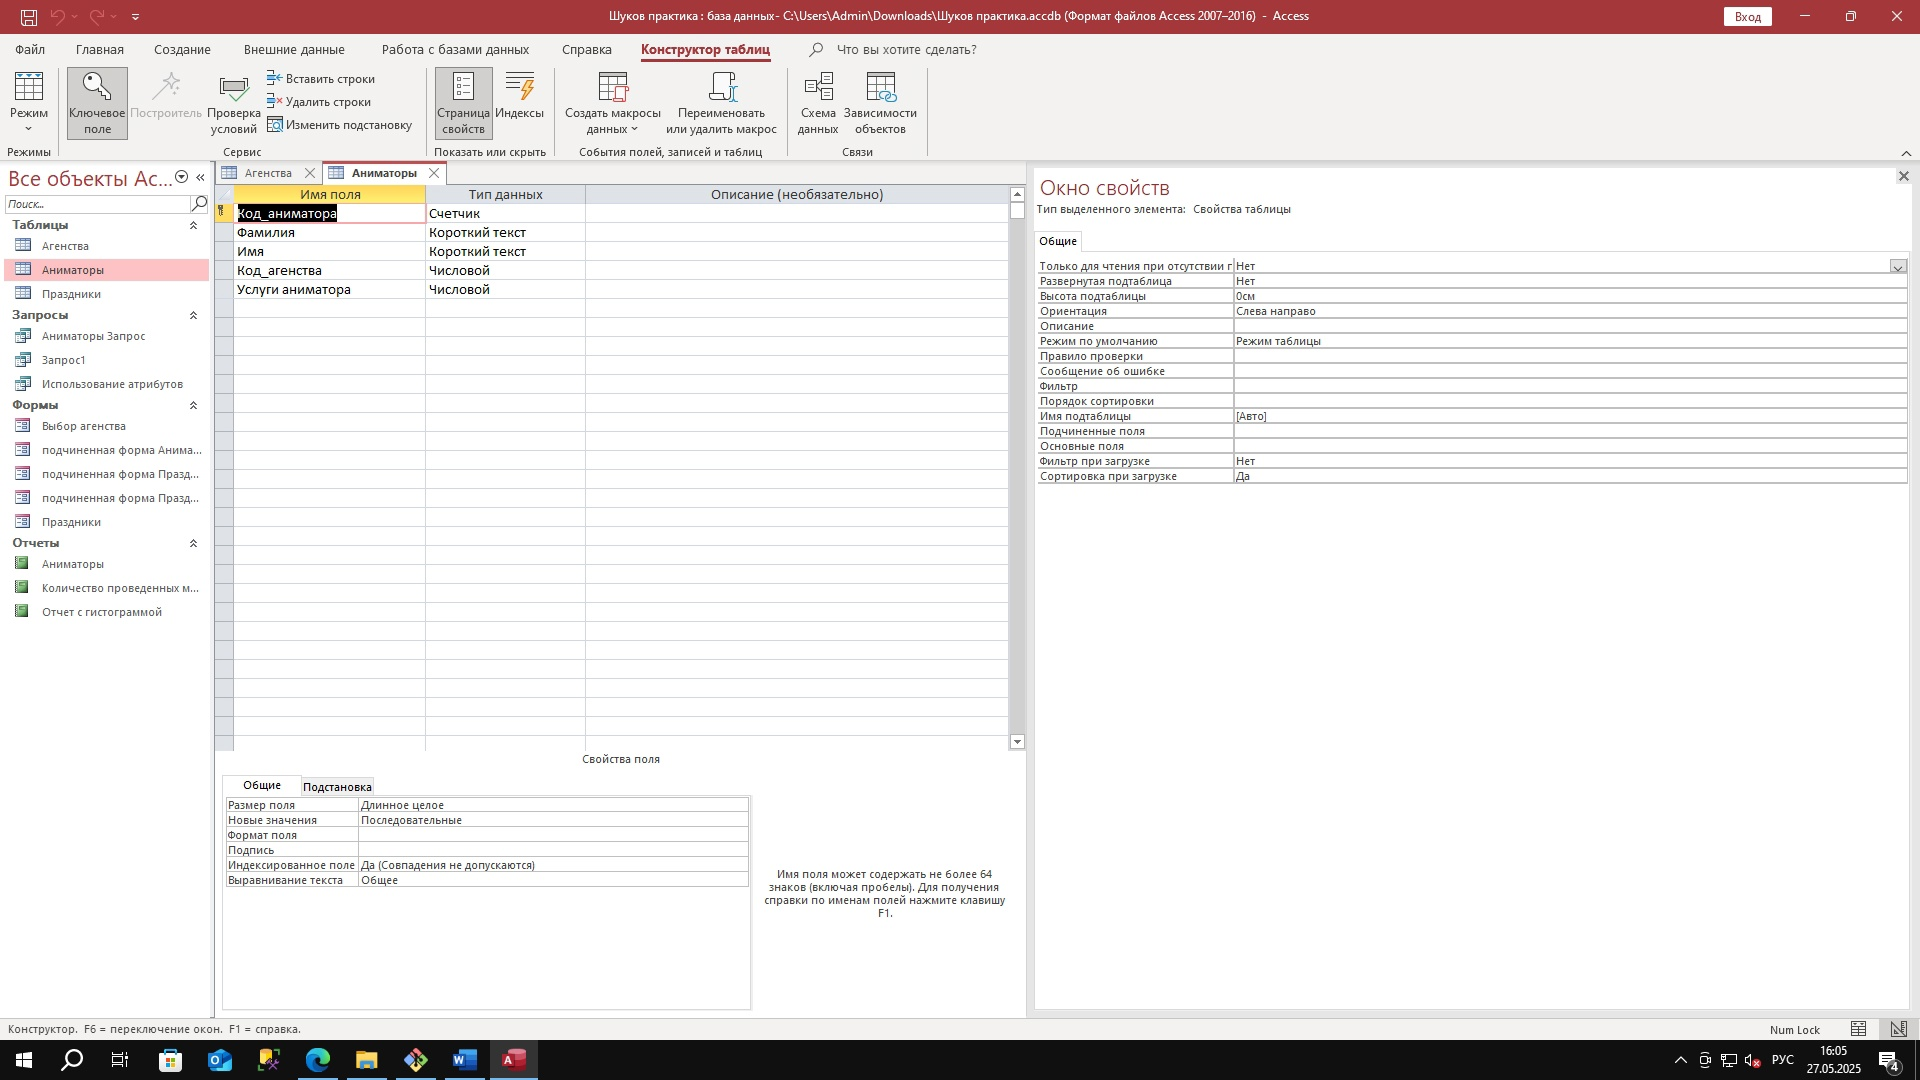 Шуков практика : база данных- C:\Users\Admin\Downloads\Шуков практика.accdb (Формат файлов Access 2007–2016) - Access
Вход
Файл
Главная
Создание
Внешние данные
Работа с базами данных
Справка
Конструктор таблиц
Что вы хотите сделать?
Режим
Ключевое поле
Построитель
Проверка условий
Вставить строки
Удалить строки
Изменить подстановку
Страница свойств
Индексы
Создать макросы данных
Переименовать или удалить макрос
Схема данных
Зависимости объектов
Режимы
Сервис
Показать или скрыть
События полей, записей и таблиц
Связи
Все объекты Ac...
Поиск...
Таблицы
Агенства
Аниматоры
Праздники
Запросы
Аниматоры Запрос
Запрос1
Использование атрибутов
Формы
Выбор агенства
подчиненная форма Анима...
подчиненная форма Празд...
подчиненная форма Празд...
Праздники
Отчеты
Аниматоры
Количество проведенных м...
Отчет с гистограммой
Агенства
Аниматоры
Имя поля
Тип данных
Описание (необязательно)
Код_аниматора
Счетчик
Фамилия
Короткий текст
Имя
Короткий текст
Код_агенства
Числовой
Услуги аниматора
Числовой
Свойства поля
Общие
Подстановка
Размер поля
Длинное целое
Новые значения
Последовательные
Формат поля
Подпись
Индексированное поле
Да (Совпадения не допускаются)
Выравнивание текста
Общее
Имя поля может содержать не более 64
знаков (включая пробелы). Для получения
справки по именам полей нажмите клавишу
F1.
Окно свойств
Тип выделенного элемента: Свойства таблицы
Общие
Только для чтения при отсутствии г
Нет
Развернутая подтаблица
Нет
Высота подтаблицы
0см
Ориентация
Слева направо
Описание
Режим по умолчанию
Режим таблицы
Правило проверки
Сообщение об ошибке
Фильтр
Порядок сортировки
Имя подтаблицы
[Авто]
Подчиненные поля
Основные поля
Фильтр при загрузке
Нет
Сортировка при загрузке
Да
Конструктор. F6 = переключение окон. F1 = справка.
Num Lock
РУС
16:05
27.05.2025
4